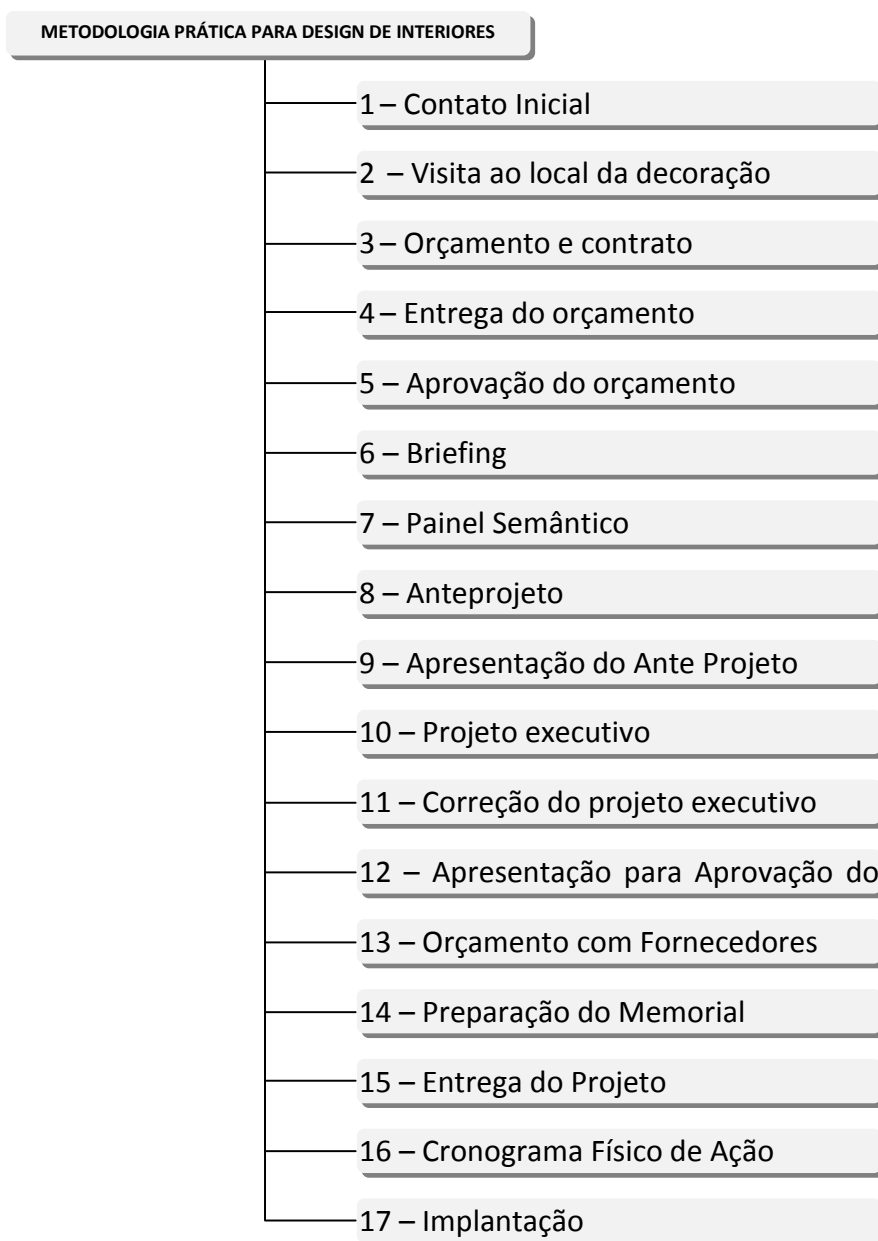 METODOLOGIA PRÁTICA PARA DESIGN DE INTERIORES
1 – Contato Inicial
2 – Visita ao local da decoração
3 – Orçamento e contrato
4 – Entrega do orçamento
5 – Aprovação do orçamento
6 – Briefing
7 – Painel Semântico
8 – Anteprojeto
9 – Apresentação do Ante Projeto
10 – Projeto executivo
11 – Correção do projeto executivo
12 – Apresentação para Aprovação do
13 – Orçamento com Fornecedores
14 – Preparação do Memorial
15 – Entrega do Projeto
16 – Cronograma Físico de Ação
17 – Implantação